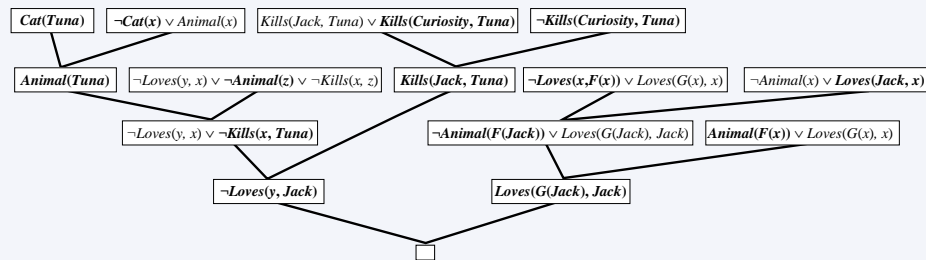 Cat(Tuna) ¬Cat(x) ∨ Animal(x) Kills(Jack, Tuna) ∨ Kills(Curiosity, Tuna) ¬Kills(Curiosity, Tuna)
Animal(Tuna) ¬Loves(y, x) ∨ ¬Animal(z) ∨ ¬Kills(x, z) Kills(Jack, Tuna) ¬Loves(x,F(x)) ∨ Loves(G(x), x) ¬Animal(x) ∨ Loves(Jack, x)
¬Loves(y, x) ∨ ¬Kills(x, Tuna) ¬Animal(F(Jack)) ∨ Loves(G(Jack), Jack) Animal(F(x)) ∨ Loves(G(x), x)
¬Loves(y, Jack) Loves(G(Jack), Jack)